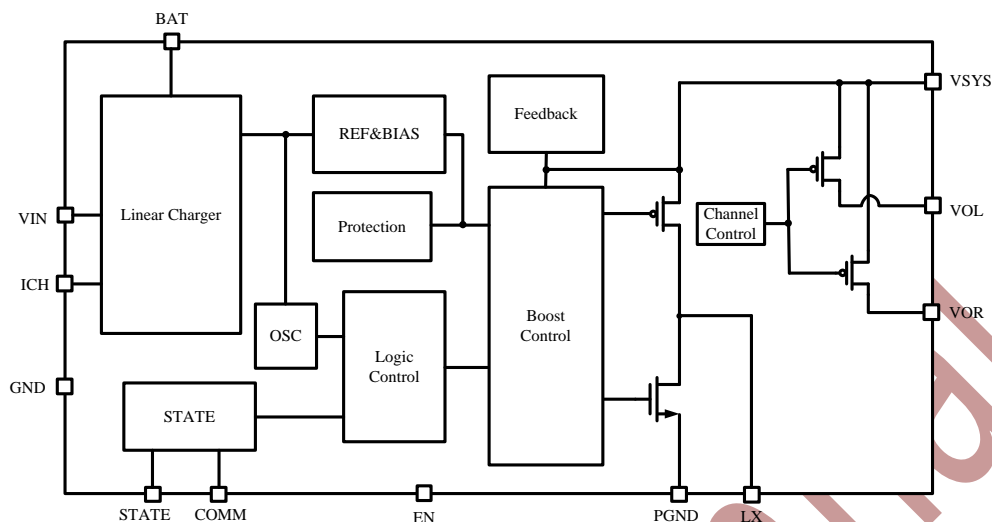 BAT
VSYS
Feedback
REF&BIAS
VIN
Linear Charger
Protection
Channel
Control
VOL
ICH
VOR
OSC
Boost
Control
Logic
Control
GND
STATE
STATE
COMM
EN
PGND
LX